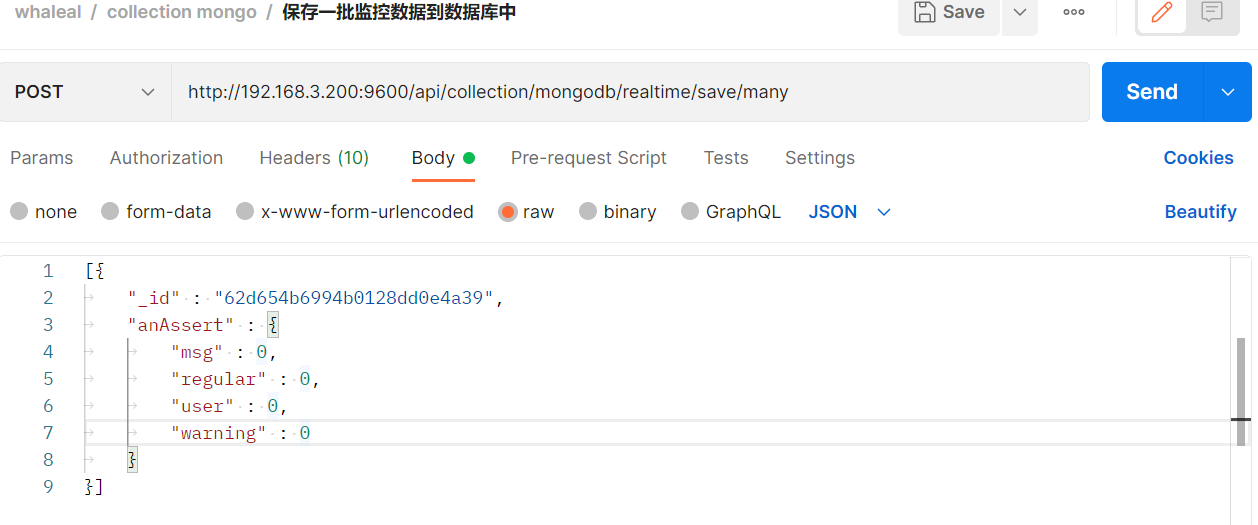 whaleal / collection mongo / 保存一批监控数据到数据库中 Save
POST http://192.168.3.200:9600/api/collection/mongodb/realtime/save/many Send
Params Authorization Headers (10) Body Pre-request Script Tests Settings Cookies
none form-data x-www-form-urlencoded raw binary GraphQL JSON Beautify
1 [{
2 "_id" : "62d654b6994b0128dd0e4a39",
3 "anAssert" : {
4 "msg" : 0,
5 "regular" : 0,
6 "user" : 0,
7 "warning" : 0
8 }
9 }]